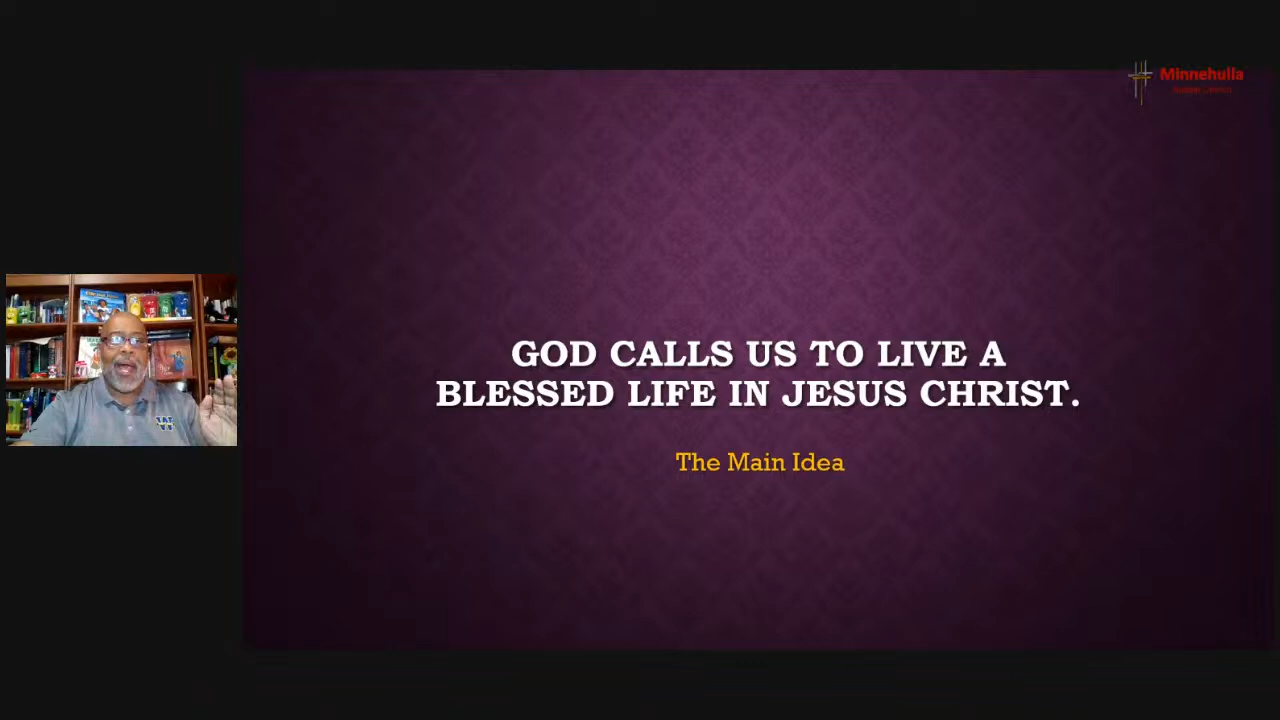 Minnehulla
GOD CALLS US TO LIVE A
BLESSED LIFE IN JESUS CHRIST.
The Main Idea
W